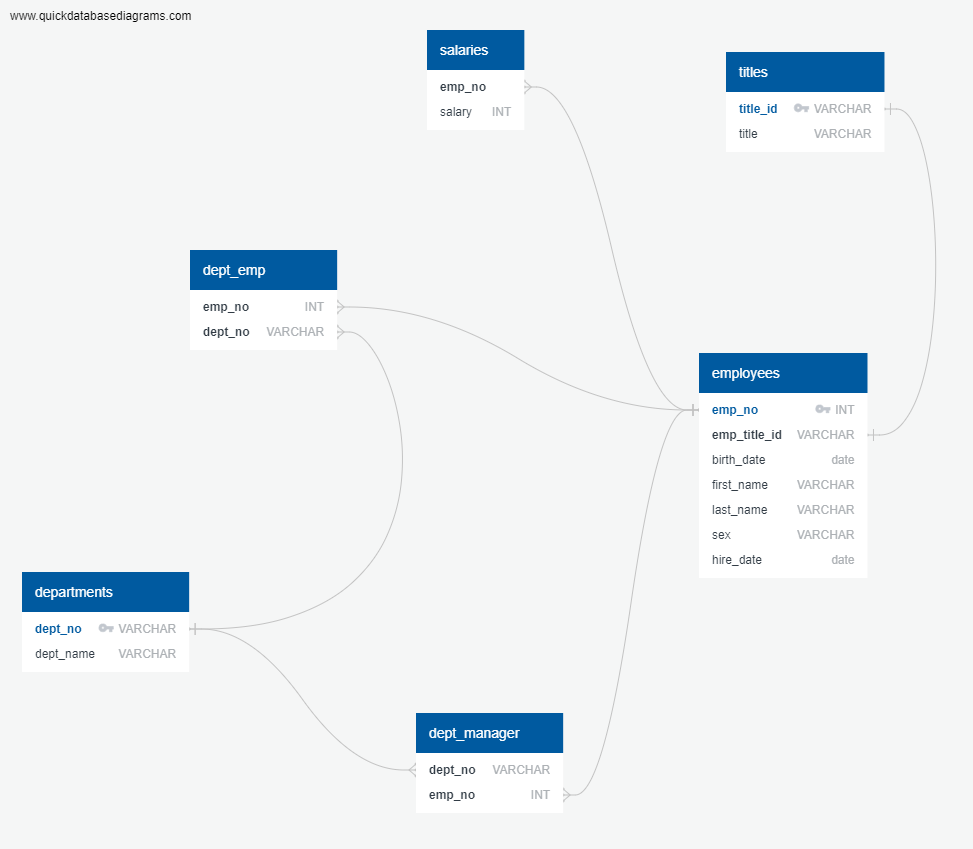 www.quickdatabasediagrams.com
salaries
emp_no
salary INT
titles
title_id VARCHAR
title VARCHAR
dept_emp
emp_no INT
dept_no VARCHAR
employees
emp_no INT
emp_title_id VARCHAR
birth_date date
first_name VARCHAR
last_name VARCHAR
sex VARCHAR
hire_date date
departments
dept_no VARCHAR
dept_name VARCHAR
dept_manager
dept_no VARCHAR
emp_no INT